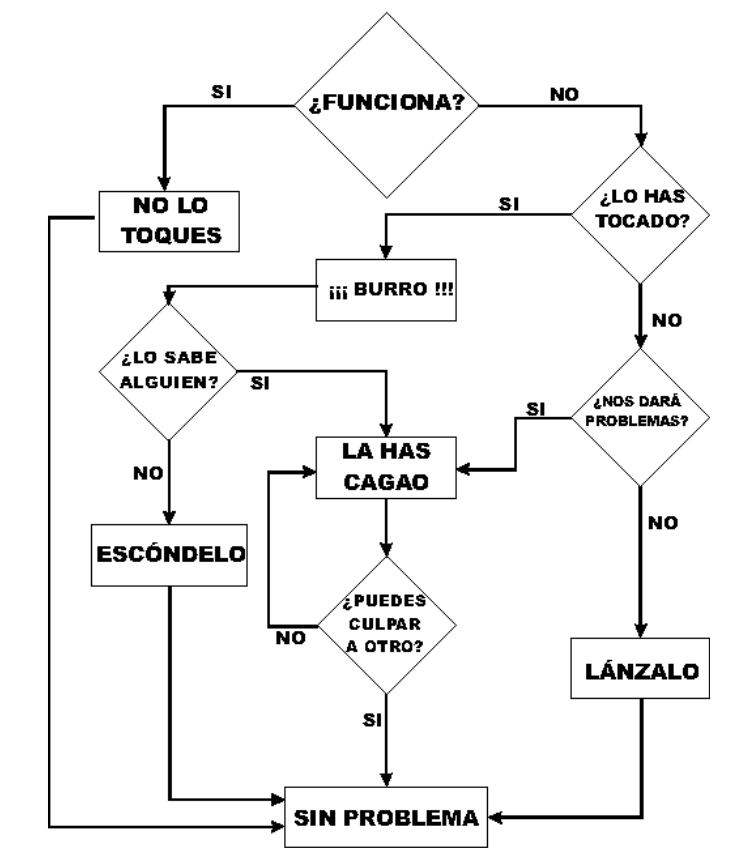 ¿FUNCIONA?
SI
NO
NO LO
TOQUES
¿LO HAS
TOCADO?
SI
¡¡¡ BURRO !!!
NO
¿LO SABE
ALGUIEN?
SI
¿NOS DARÁ
PROBLEMAS?
SI
LA HAS
CAGAO
NO
NO
ESCÓNDELO
¿PUEDES
CULPAR
A OTRO?
NO
LÁNZALO
SI
SIN PROBLEMA